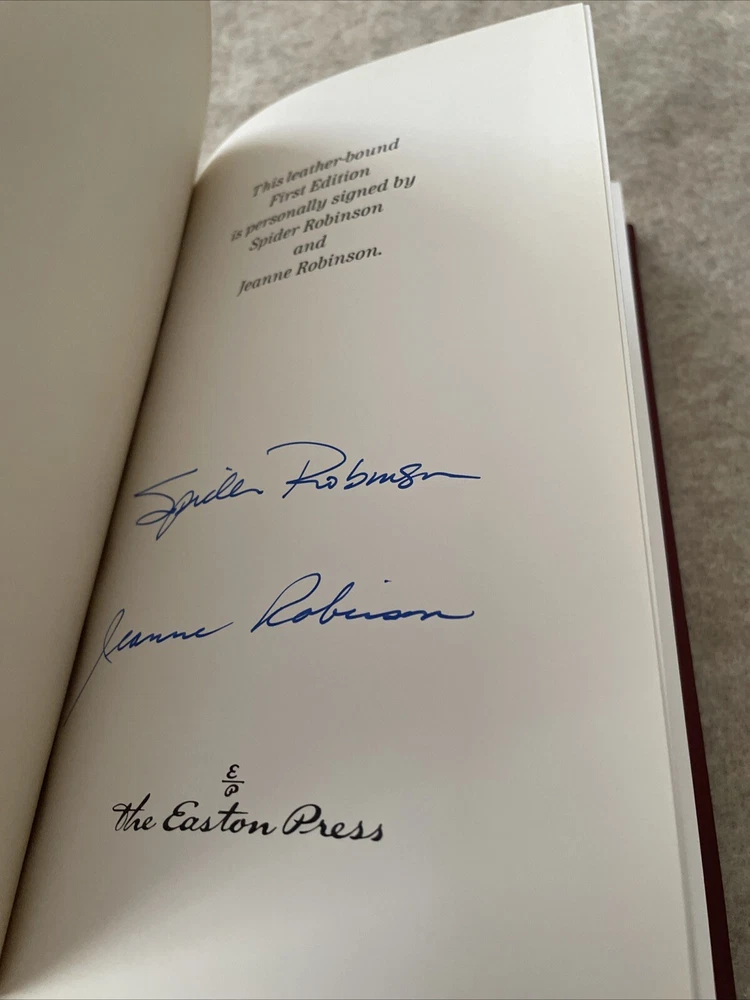 This leather-bound
First Edition
is personally signed by
Spider Robinson
and
Jeanne Robinson.
Spider Robinson
Jeanne Robinson
E
P
the Easton Press